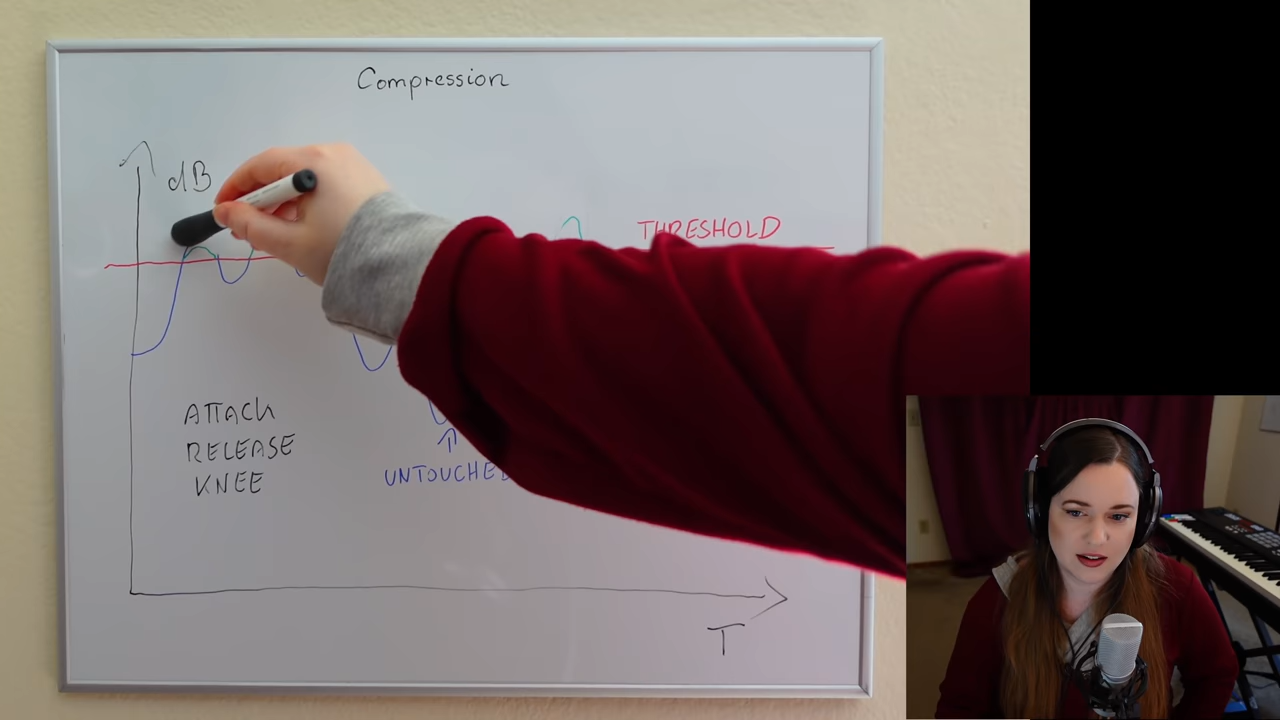 Compression
dB
THRESHOLD
ATTACK
RELEASE
KNEE
UNTOUCHED
T